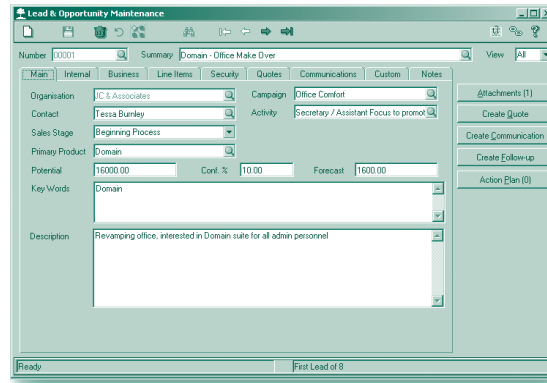 Lead & Opportunity Maintenance
Number 00001 Summary Domain - Office Make Over View All
Main Internal Business Line Items Security Quotes Communications Custom Notes
Organisation JC & Associates Campaign Office Comfort
Contact Tessa Burnley Activity Secretary / Assistant Focus to promot
Sales Stage Beginning Process
Primary Product Domain
Potential 16000.00 Conf. % 10.00 Forecast 1600.00
Key Words Domain
Description Revamping office, interested in Domain suite for all admin personnel
Attachments (1)
Create Quote
Create Communication
Create Follow-up
Action Plan (0)
Ready First Lead of 8